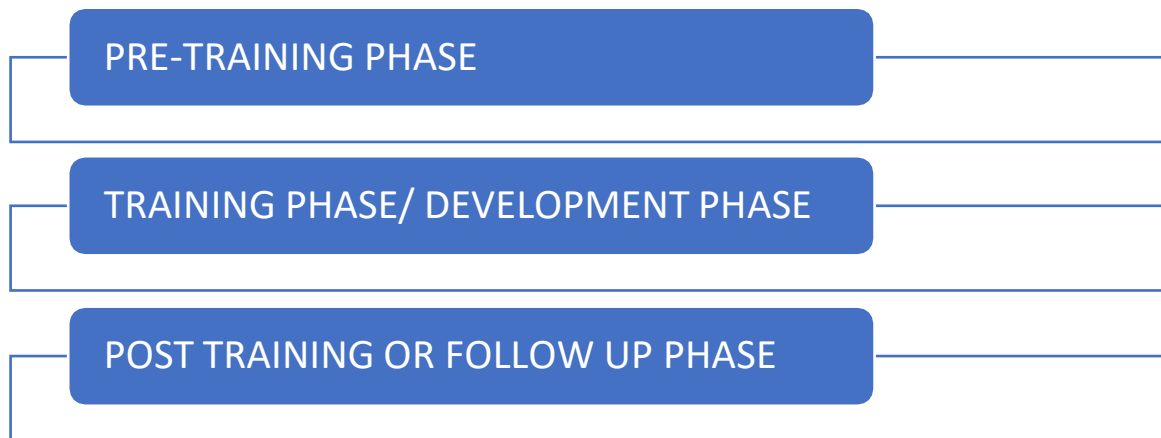 PRE-TRAINING PHASE
TRAINING PHASE/ DEVELOPMENT PHASE
POST TRAINING OR FOLLOW UP PHASE